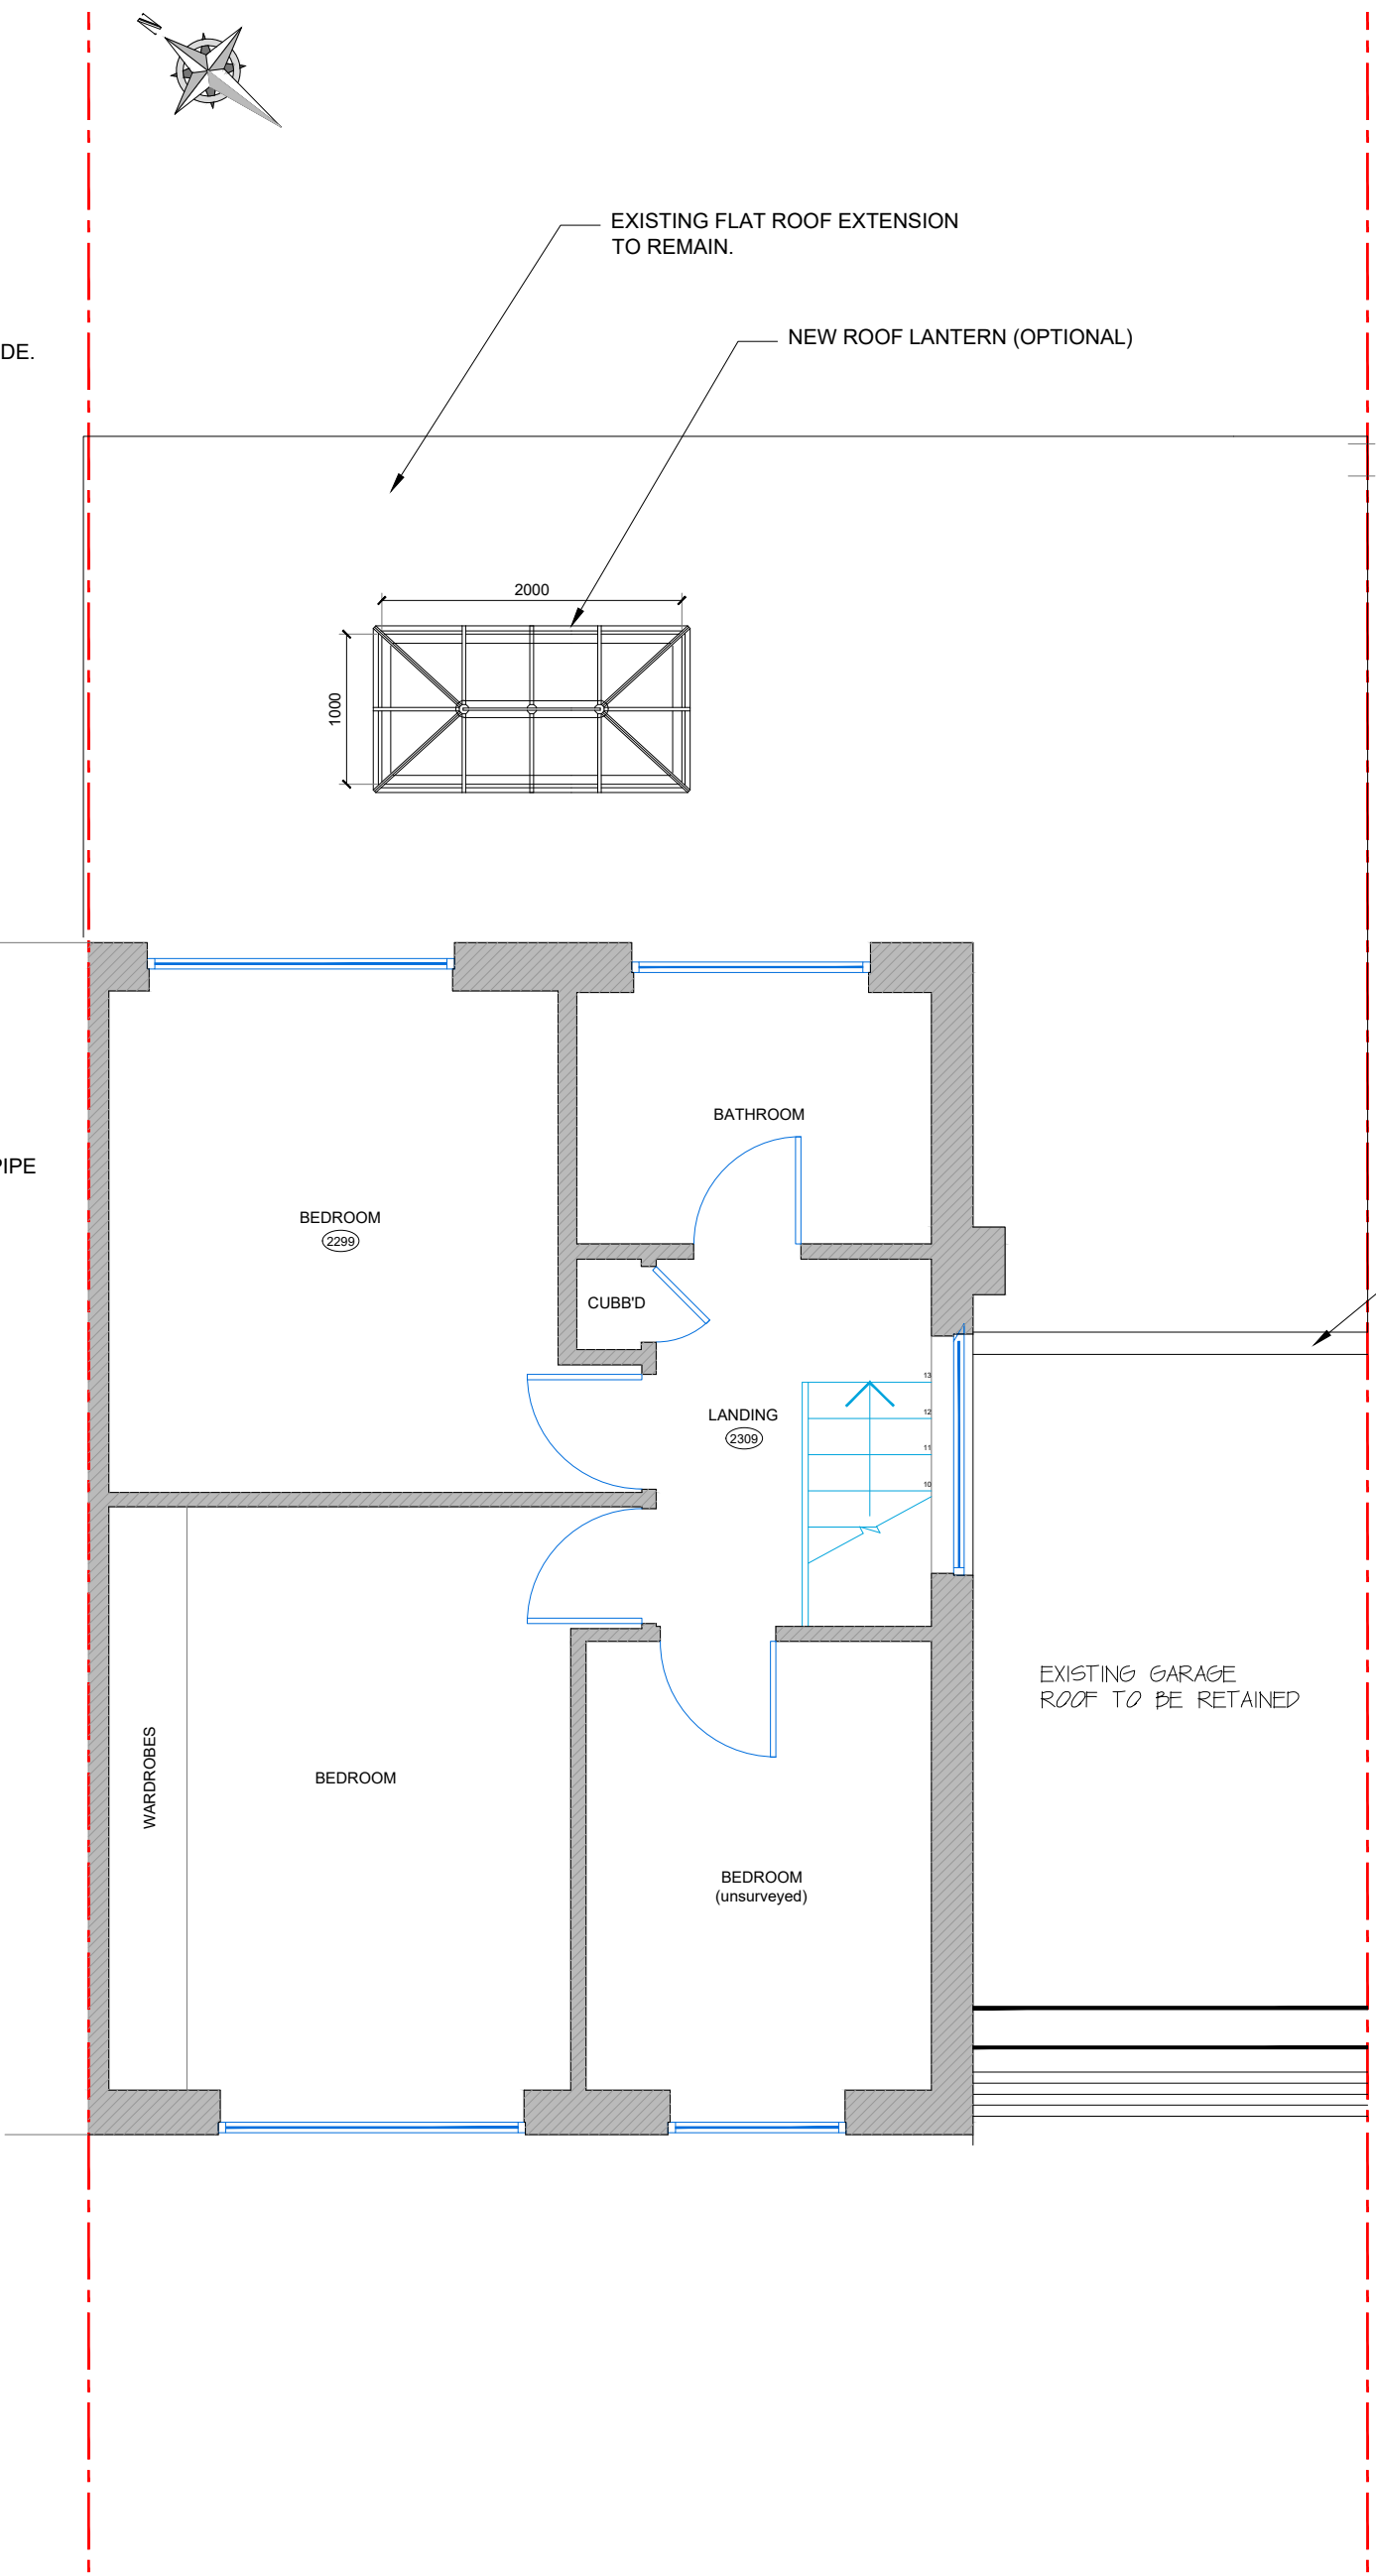 N
EXISTING FLAT ROOF EXTENSION
TO REMAIN.
NEW ROOF LANTERN (OPTIONAL)
DE.
2000
1000
BATHROOM
PIPE
BEDROOM
2299
CUBB'D
LANDING
2309
13
12
11
10
EXISTING GARAGE
ROOF TO BE RETAINED
WARDROBES
BEDROOM
BEDROOM
(unsurveyed)